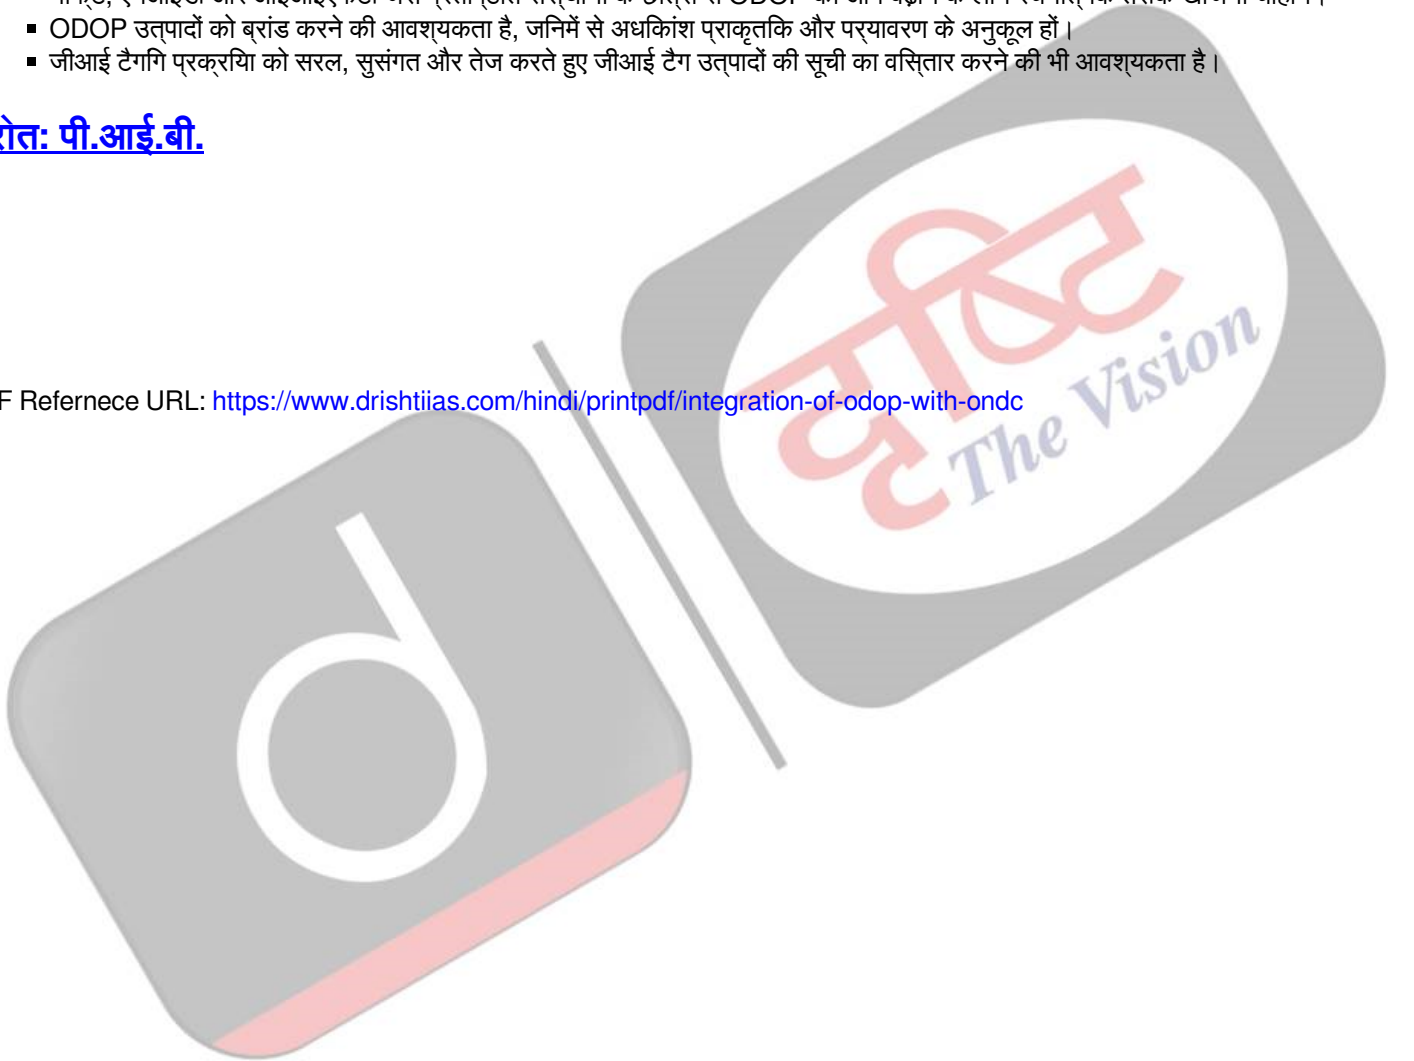 ODOP उत्पादों को ब्रांड करने की आवश्यकता है, जिनमें से अधिकांश प्राकृतिक और पर्यावरण के अनुकूल हों।
जीआई टैगिंग प्रक्रिया को सरल, सुसंगत और तेज करते हुए जीआई टैग उत्पादों की सूची का विस्तार करने की भी आवश्यकता है।
पी.आई.बी.
दृष्टि
The Vision
F Refernece URL: https://www.drishtiias.com/hindi/printpdf/integration-of-odop-with-ondc
d